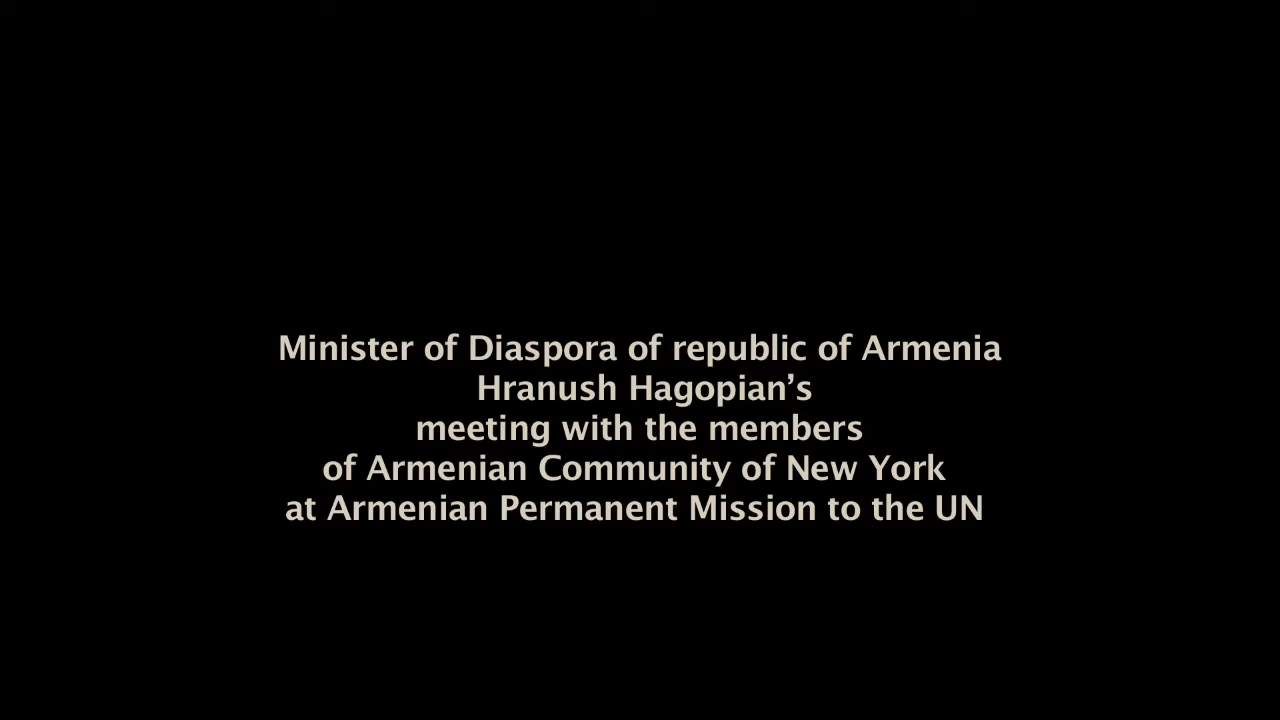 Minister of Diaspora of republic of Armenia
Hranush Hagopian’s
meeting with the members
of Armenian Community of New York
at Armenian Permanent Mission to the UN